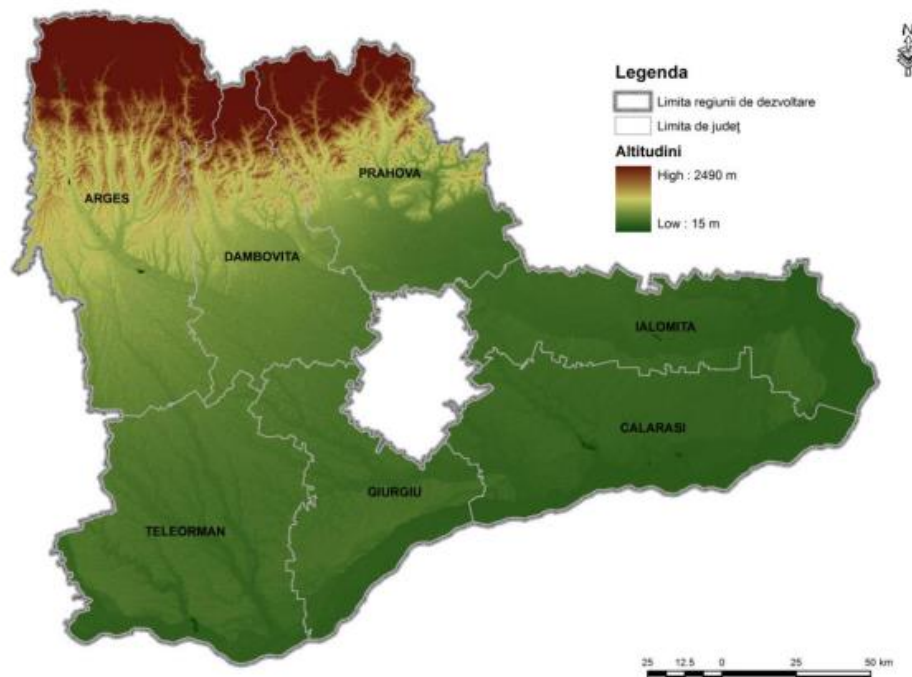 N
Legenda
Limita regiunii de dezvoltare
Limita de județ
Altitudini
High : 2490 m
Low : 15 m
PRAHOVA
ARGES
DAMBOVITA
IALOMITA
CALARASI
GIURGIU
TELEORMAN
25 12.5 0 25 50 km